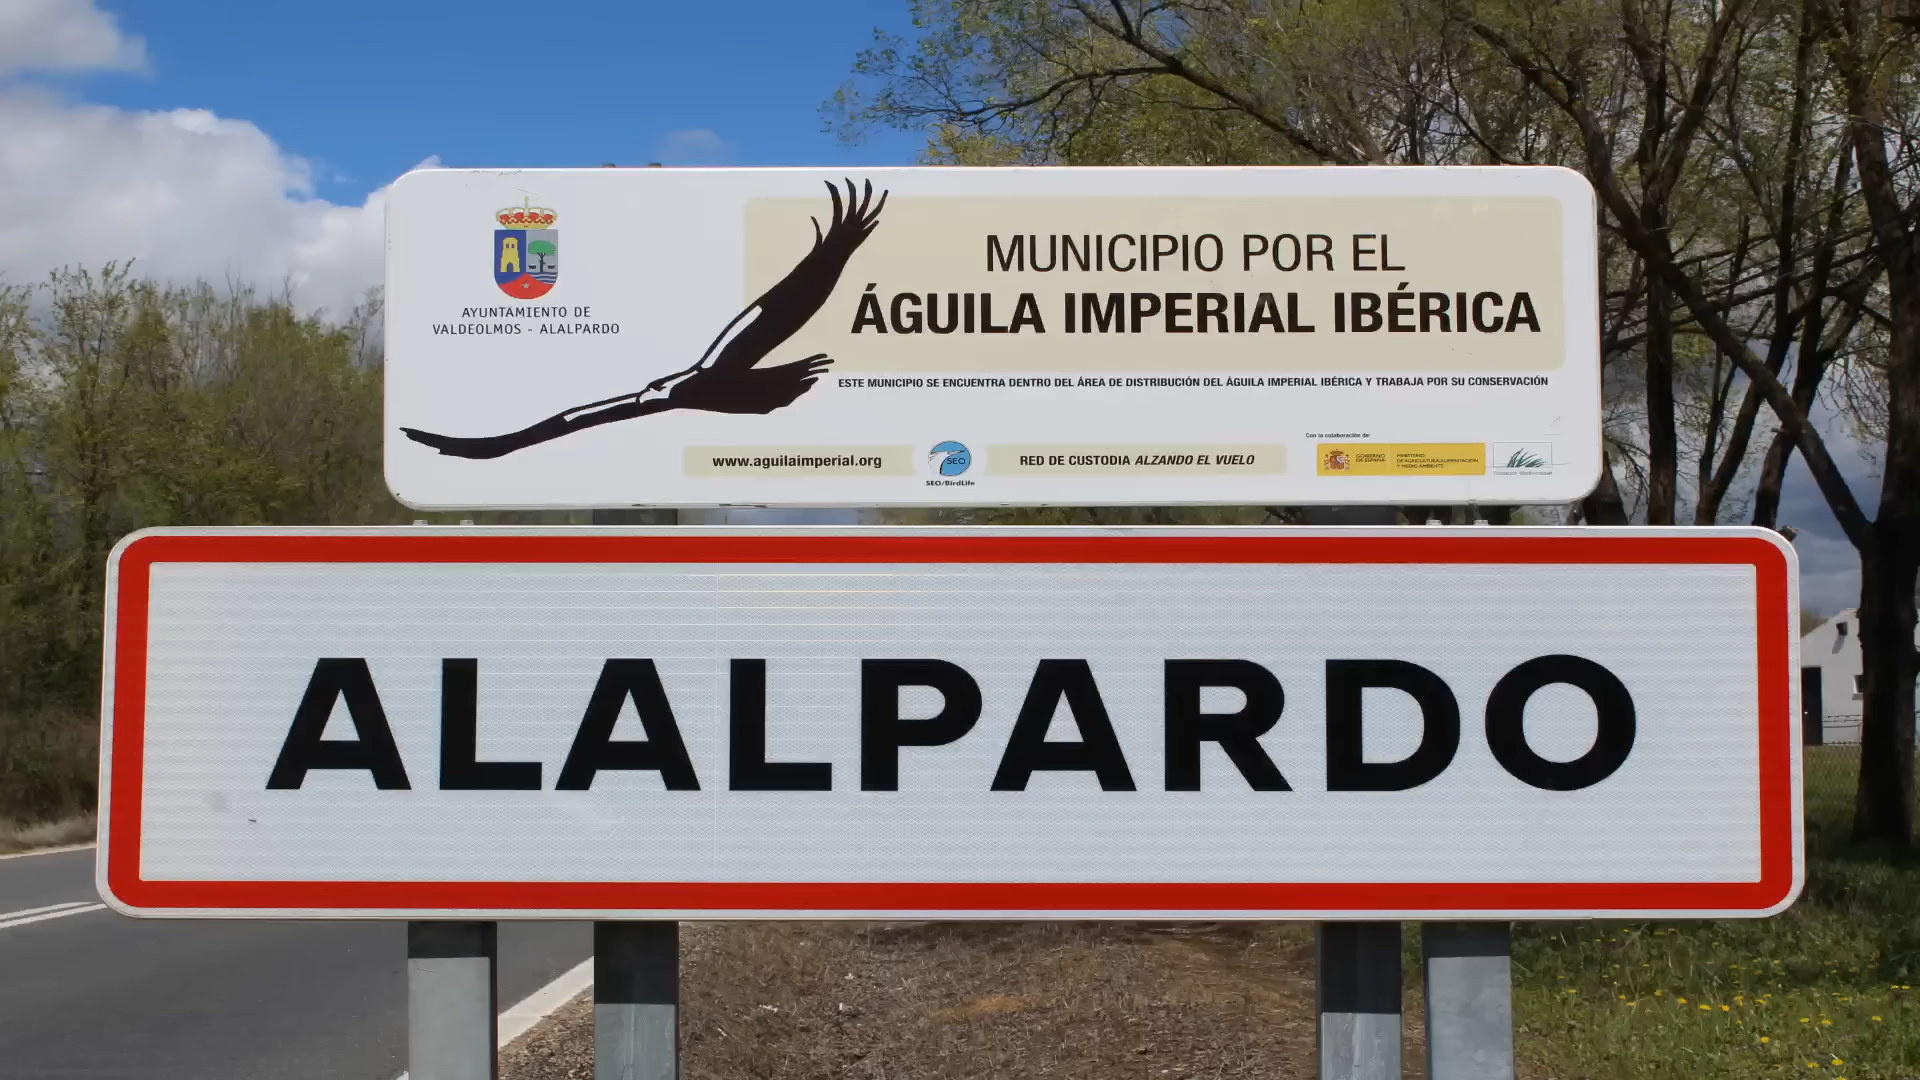 AYUNTAMIENTO DE
VALDEOLMOS - ALALPARDO
MUNICIPIO POR EL
ÁGUILA IMPERIAL IBÉRICA
ESTE MUNICIPIO SE ENCUENTRA DENTRO DEL ÁREA DE DISTRIBUCIÓN DEL ÁGUILA IMPERIAL IBÉRICA Y TRABAJA POR SU CONSERVACIÓN
www.aguilaimperial.org
SEO
SEO/BirdLife
RED DE CUSTODIA ALZANDO EL VUELO
Con la colaboración de:
GOBIERNO
DE ESPAÑA
MINISTERIO
DE AGRICULTURA, ALIMENTACIÓN
Y MEDIO AMBIENTE
ALALPARDO